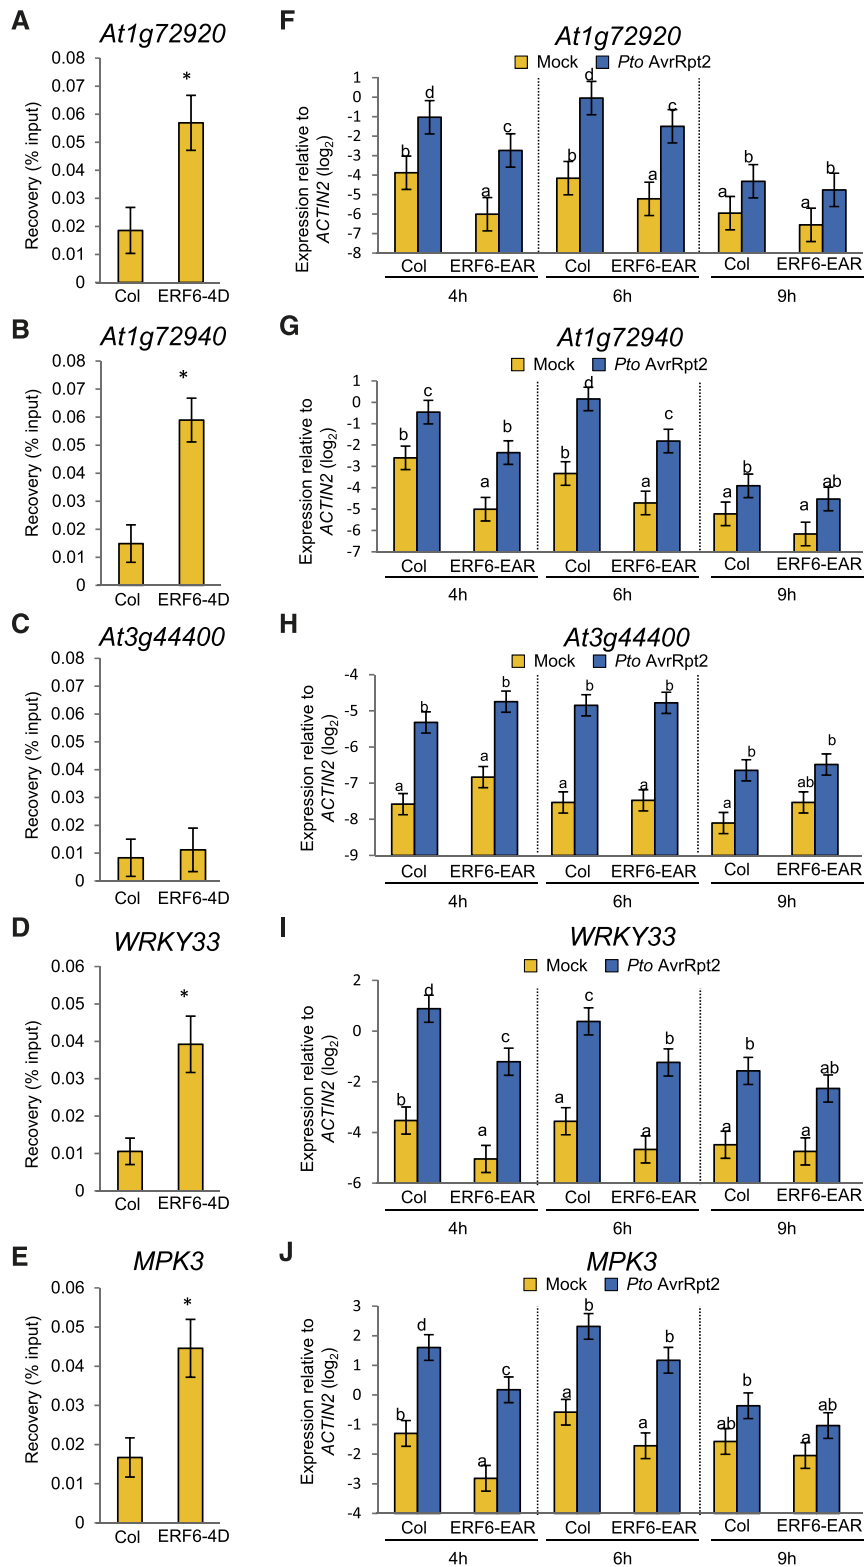 A
At1g72920
Recovery (% input)
0.08
0.07
0.06
0.05
0.04
0.03
0.02
0.01
0
*
Col ERF6-4D
B
At1g72940
Recovery (% input)
0.08
0.07
0.06
0.05
0.04
0.03
0.02
0.01
0
*
Col ERF6-4D
C
At3g44400
Recovery (% input)
0.08
0.07
0.06
0.05
0.04
0.03
0.02
0.01
0
Col ERF6-4D
D
WRKY33
Recovery (% input)
0.06
0.05
0.04
0.03
0.02
0.01
0
*
Col ERF6-4D
E
MPK3
Recovery (% input)
0.06
0.05
0.04
0.03
0.02
0.01
0
*
Col ERF6-4D
F
At1g72920
Mock Pto AvrRpt2
Expression relative to
ACTIN2 (log2)
1
0
-1
-2
-3
-4
-5
-6
-7
-8
b d a c b d a c a b a b
Col ERF6-EAR Col ERF6-EAR Col ERF6-EAR
4h 6h 9h
G
At1g72940
Mock Pto AvrRpt2
Expression relative to
ACTIN2 (log2)
1
0
-1
-2
-3
-4
-5
-6
-7
b c a b b d a c a b a ab
Col ERF6-EAR Col ERF6-EAR Col ERF6-EAR
4h 6h 9h
H
At3g44400
Mock Pto AvrRpt2
Expression relative to
ACTIN2 (log2)
-4
-5
-6
-7
-8
-9
a b a b a b a b a b ab b
Col ERF6-EAR Col ERF6-EAR Col ERF6-EAR
4h 6h 9h
I
WRKY33
Mock Pto AvrRpt2
Expression relative to
ACTIN2 (log2)
2
0
-2
-4
-6
b d a c a c a b a b a ab
Col ERF6-EAR Col ERF6-EAR Col ERF6-EAR
4h 6h 9h
J
MPK3
Mock Pto AvrRpt2
Expression relative to
ACTIN2 (log2)
3
2
1
0
-1
-2
-3
-4
b d a c a b a b ab b a ab
Col ERF6-EAR Col ERF6-EAR Col ERF6-EAR
4h 6h 9h